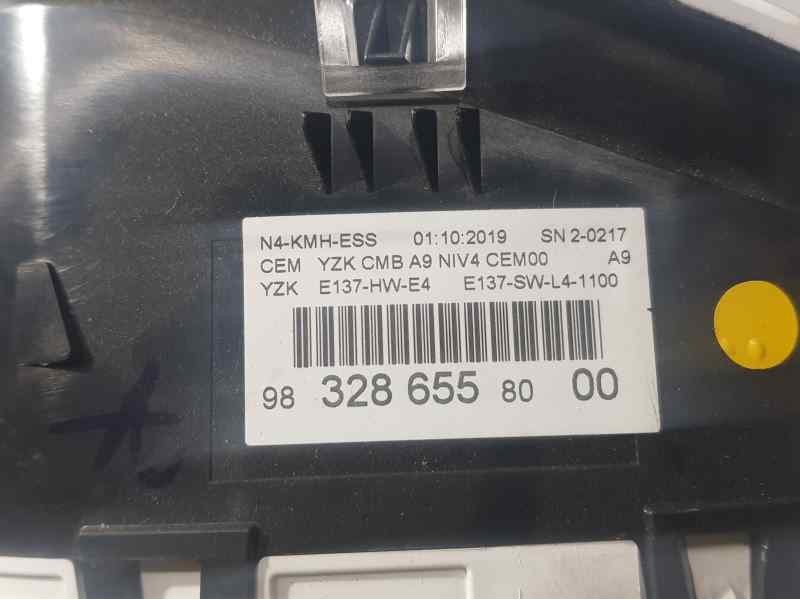 N4-KMH-ESS 01:10:2019 SN 2-0217
CEM YZK CMB A9 NIV4 CEM00 A9
YZK E137-HW-E4 E137-SW-L4-1100
98 328 655 80 00